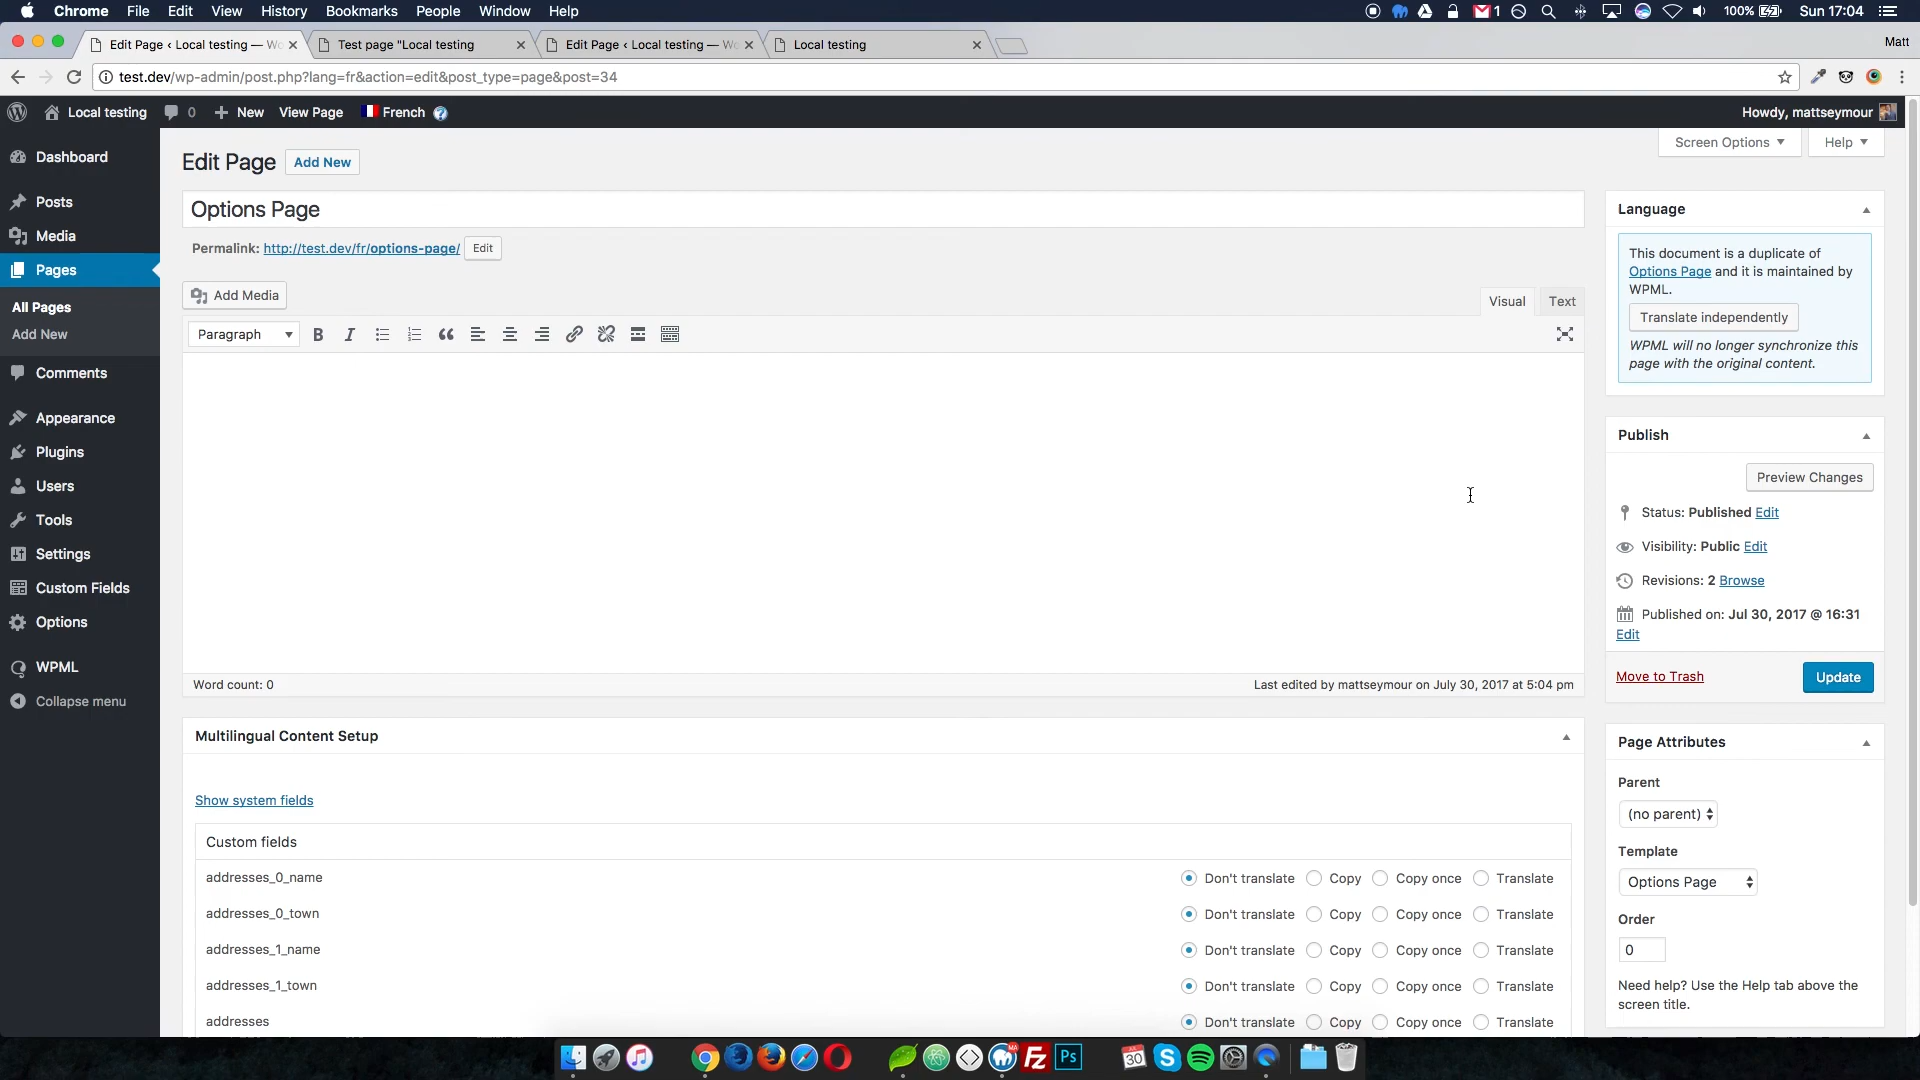 Chrome File Edit View History Bookmarks People Window Help
1 100% Sun 17:04
Edit Page ‹ Local testing — Wo
Test page "Local testing
Edit Page ‹ Local testing — Wo
Local testing
Matt
test.dev/wp-admin/post.php?lang=fr&action=edit&post_type=page&post=34
Local testing 0 New View Page French
Howdy, mattseymour
Dashboard
Posts
Media
Pages
All Pages
Add New
Comments
Appearance
Plugins
Users
Tools
Settings
Custom Fields
Options
WPML
Collapse menu
Screen Options
Help
Edit Page Add New
Options Page
Permalink: http://test.dev/fr/options-page/ Edit
Add Media
Visual Text
Paragraph
Word count: 0
Last edited by mattseymour on July 30, 2017 at 5:04 pm
Multilingual Content Setup
Show system fields
Custom fields
addresses_0_name Don't translate Copy Copy once Translate
addresses_0_town Don't translate Copy Copy once Translate
addresses_1_name Don't translate Copy Copy once Translate
addresses_1_town Don't translate Copy Copy once Translate
addresses Don't translate Copy Copy once Translate
Language
This document is a duplicate of
Options Page and it is maintained by
WPML.
Translate independently
WPML will no longer synchronize this
page with the original content.
Publish
Preview Changes
Status: Published Edit
Visibility: Public Edit
Revisions: 2 Browse
Published on: Jul 30, 2017 @ 16:31
Edit
Move to Trash
Update
Page Attributes
Parent
(no parent)
Template
Options Page
Order
0
Need help? Use the Help tab above the
screen title.
MA
Fz
Ps
30